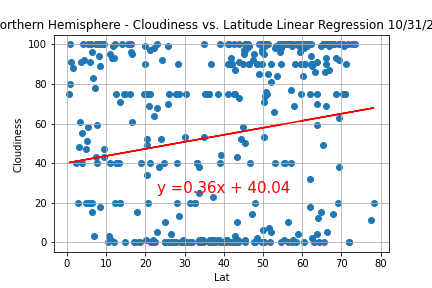 orthern Hemisphere - Cloudiness vs. Latitude Linear Regression 10/31/2
100
80
60
40
20
0
Cloudiness
y =0.36x + 40.04
0 10 20 30 40 50 60 70 80
Lat